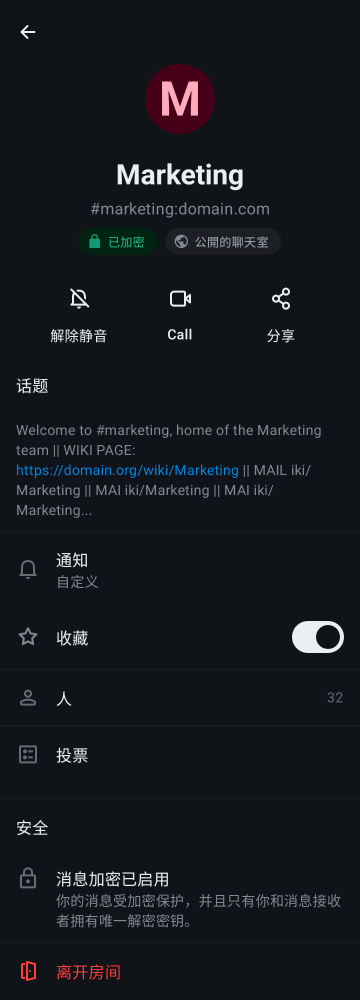 M
Marketing
#marketing:domain.com
已加密
公開的聊天室
解除静音
Call
分享
话题
Welcome to #marketing, home of the Marketing
team || WIKI PAGE:
https://domain.org/wiki/Marketing || MAIL iki/
Marketing || MAI iki/Marketing || MAI iki/
Marketing...
通知
自定义
收藏
人
32
投票
安全
消息加密已启用
你的消息受加密保护，并且只有你和消息接收
者拥有唯一解密密钥。
离开房间